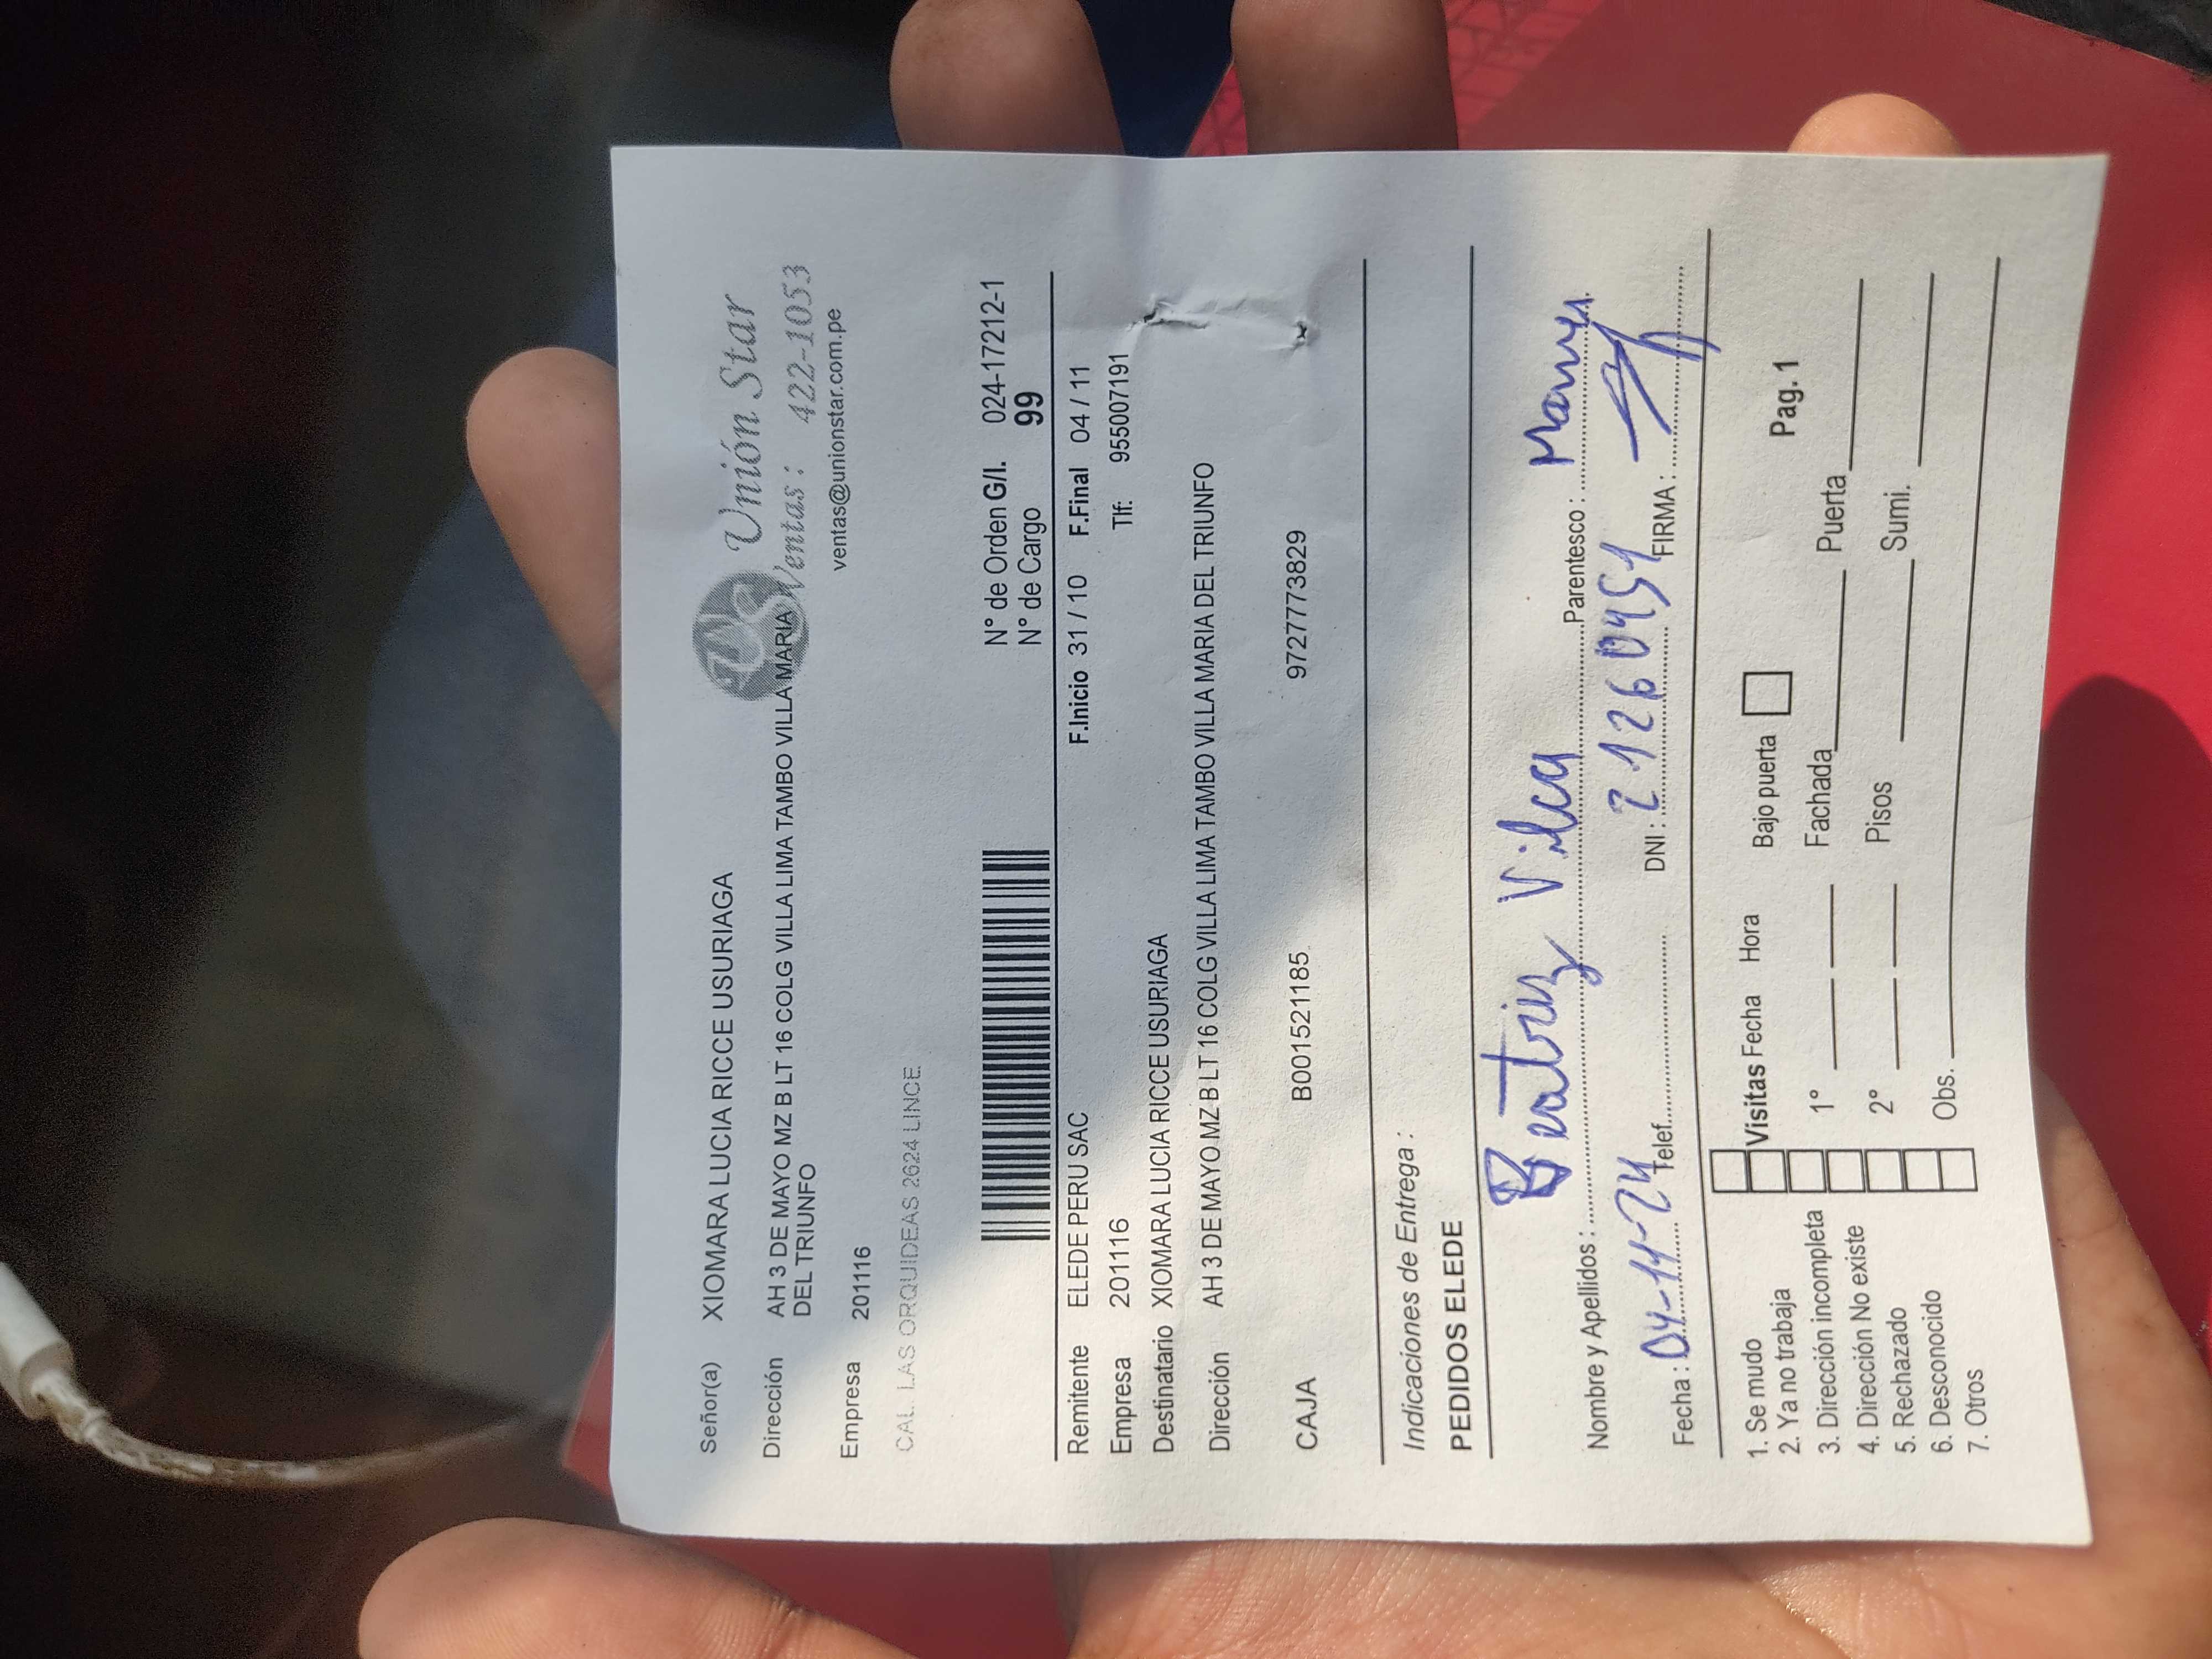 Unión Star
Ventas: 422-1053
ventas@unionstar.com.pe
Señor(a) XIOMARA LUCIA RICCE USURIAGA
Dirección AH 3 DE MAYO MZ B LT 16 COLG VILLA LIMA TAMBO VILLA MARIA
DEL TRIUNFO
Empresa 201116
CAL. LAS ORQUIDEAS 2624 LINCE.
N° de Orden G/I. 024-17212-1
N° de Cargo 99
Remitente ELEDE PERU SAC F.Inicio 31 / 10 F.Final 04 / 11
Empresa 201116 Tlf: 955007191
Destinatario XIOMARA LUCIA RICCE USURIAGA
Dirección AH 3 DE MAYO MZ B LT 16 COLG VILLA LIMA TAMBO VILLA MARIA DEL TRIUNFO
CAJA B001521185 9727773829
Indicaciones de Entrega :
PEDIDOS ELEDE
Nombre y Apellidos : Beatriz Vilca Parentesco :
Fecha : 04-11-24 Telef. DNI : 21260451 FIRMA :
1. Se mudo Visitas Fecha Hora Bajo puerta Pag. 1
2. Ya no trabaja
3. Dirección incompleta 1° Fachada Puerta
4. Dirección No existe
5. Rechazado 2° Pisos Sumi.
6. Desconocido
7. Otros Obs.